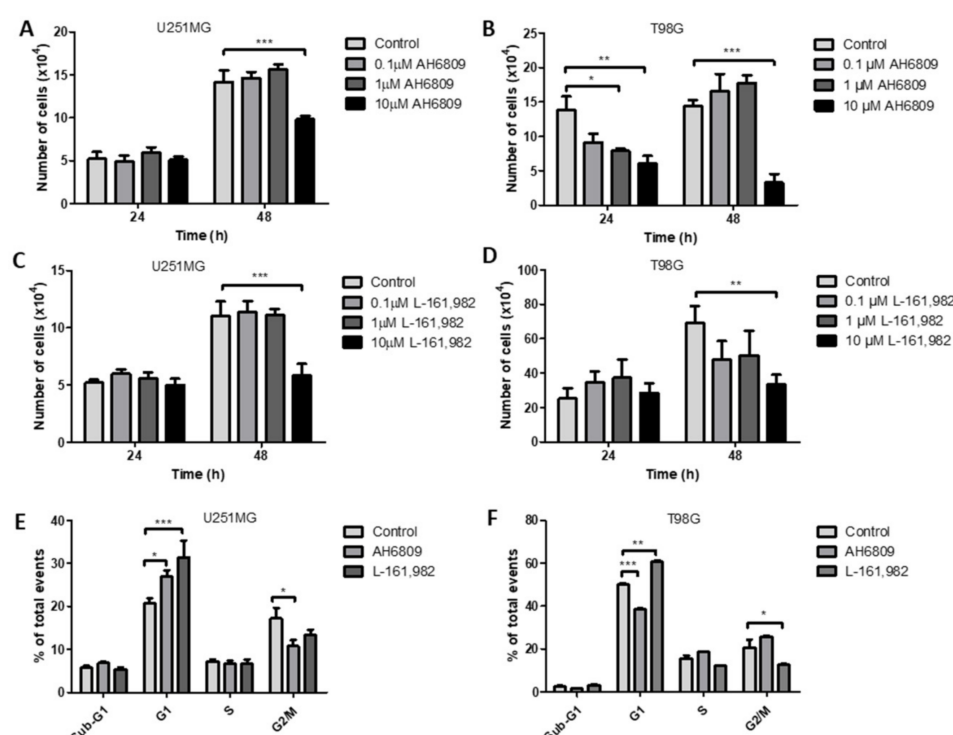 A
U251MG
Number of cells (x10⁴)
20
15
10
5
0
***
24
48
Time (h)
Control
0.1µM AH6809
1µM AH6809
10µM AH6809
B
T98G
Number of cells (x10⁴)
25
20
15
10
5
0
**
*
***
24
48
Time (h)
Control
0.1 µM AH6809
1 µM AH6809
10 µM AH6809
C
U251MG
Number of cells (x10⁴)
15
10
5
0
***
24
48
Time (h)
Control
0.1µM L-161,982
1µM L-161,982
10µM L-161,982
D
T98G
Number of cells (x10⁴)
100
80
60
40
20
0
**
24
48
Time (h)
Control
0.1 µM L-161,982
1 µM L-161,982
10 µM L-161,982
E
U251MG
% of total events
40
30
20
10
0
***
*
*
Sub-G1
G1
S
G2/M
Control
AH6809
L-161,982
F
T98G
% of total events
80
60
40
20
0
**
***
*
Sub-G1
G1
S
G2/M
Control
AH6809
L-161,982